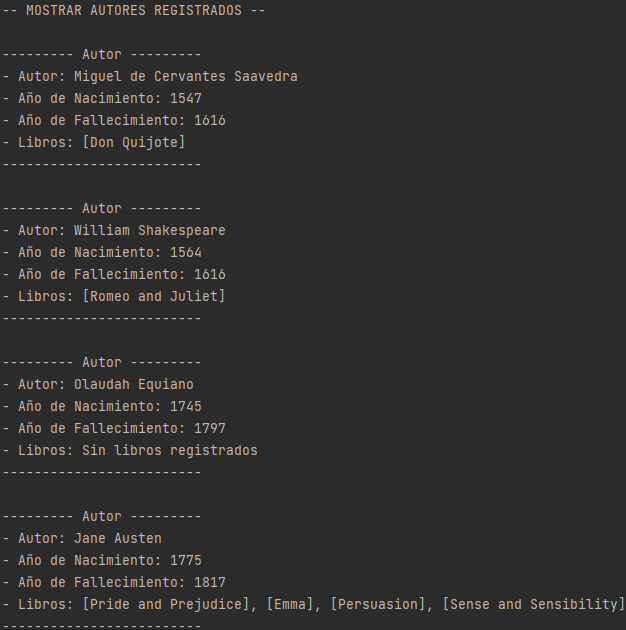 -- MOSTRAR AUTORES REGISTRADOS --
--------- Autor ---------
- Autor: Miguel de Cervantes Saavedra
- Año de Nacimiento: 1547
- Año de Fallecimiento: 1616
- Libros: [Don Quijote]
-------------------------
--------- Autor ---------
- Autor: William Shakespeare
- Año de Nacimiento: 1564
- Año de Fallecimiento: 1616
- Libros: [Romeo and Juliet]
-------------------------
--------- Autor ---------
- Autor: Olaudah Equiano
- Año de Nacimiento: 1745
- Año de Fallecimiento: 1797
- Libros: Sin libros registrados
-------------------------
--------- Autor ---------
- Autor: Jane Austen
- Año de Nacimiento: 1775
- Año de Fallecimiento: 1817
- Libros: [Pride and Prejudice], [Emma], [Persuasion], [Sense and Sensibility]
-------------------------